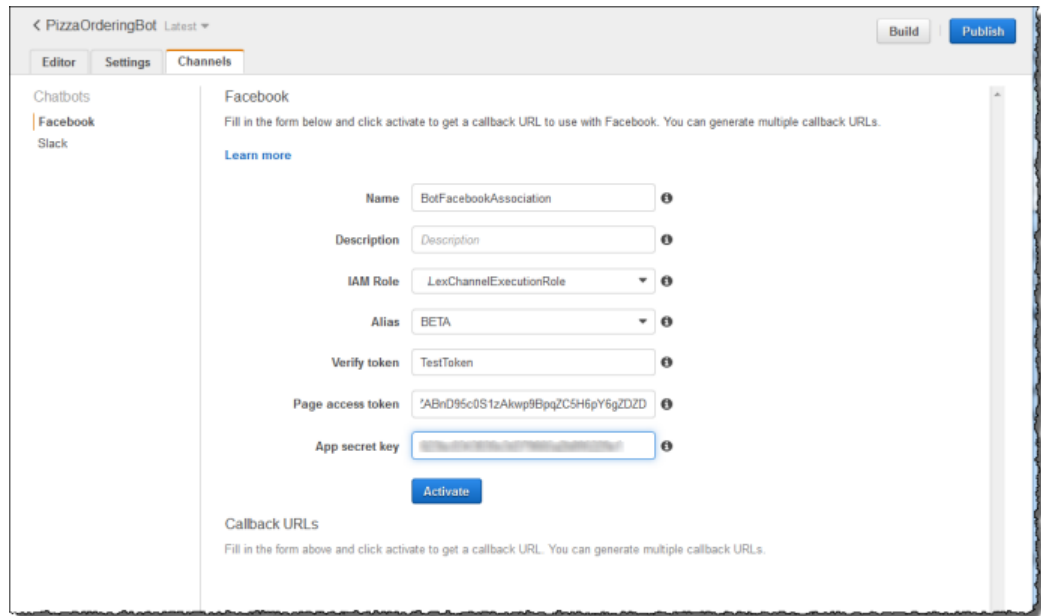 < PizzaOrderingBot Latest
Build
Publish
Editor
Settings
Channels
Chatbots
Facebook
Slack
Facebook
Fill in the form below and click activate to get a callback URL to use with Facebook. You can generate multiple callback URLs.
Learn more
Name BotFacebookAssociation
Description Description
IAM Role .LexChannelExecutionRole
Alias BETA
Verify token TestToken
Page access token ZABnD95c0S1zAkwp9BpqZC5H6pY6gZDZD
App secret key
Activate
Callback URLs
Fill in the form above and click activate to get a callback URL. You can generate multiple callback URLs.